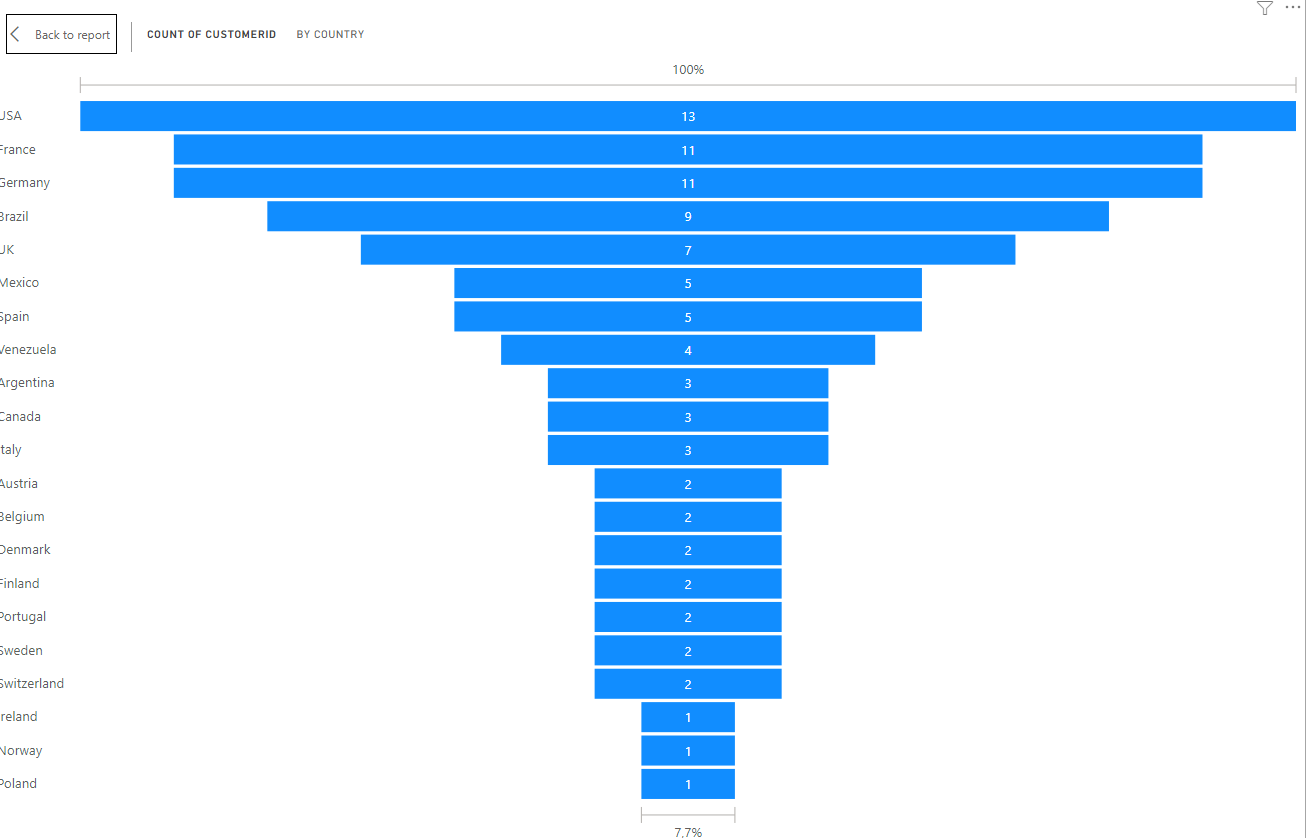 Back to report COUNT OF CUSTOMERID BY COUNTRY
100%
USA 13
France 11
Germany 11
Brazil 9
UK 7
Mexico 5
Spain 5
Venezuela 4
Argentina 3
Canada 3
Italy 3
Austria 2
Belgium 2
Denmark 2
Finland 2
Portugal 2
Sweden 2
Switzerland 2
Ireland 1
Norway 1
Poland 1
7,7%